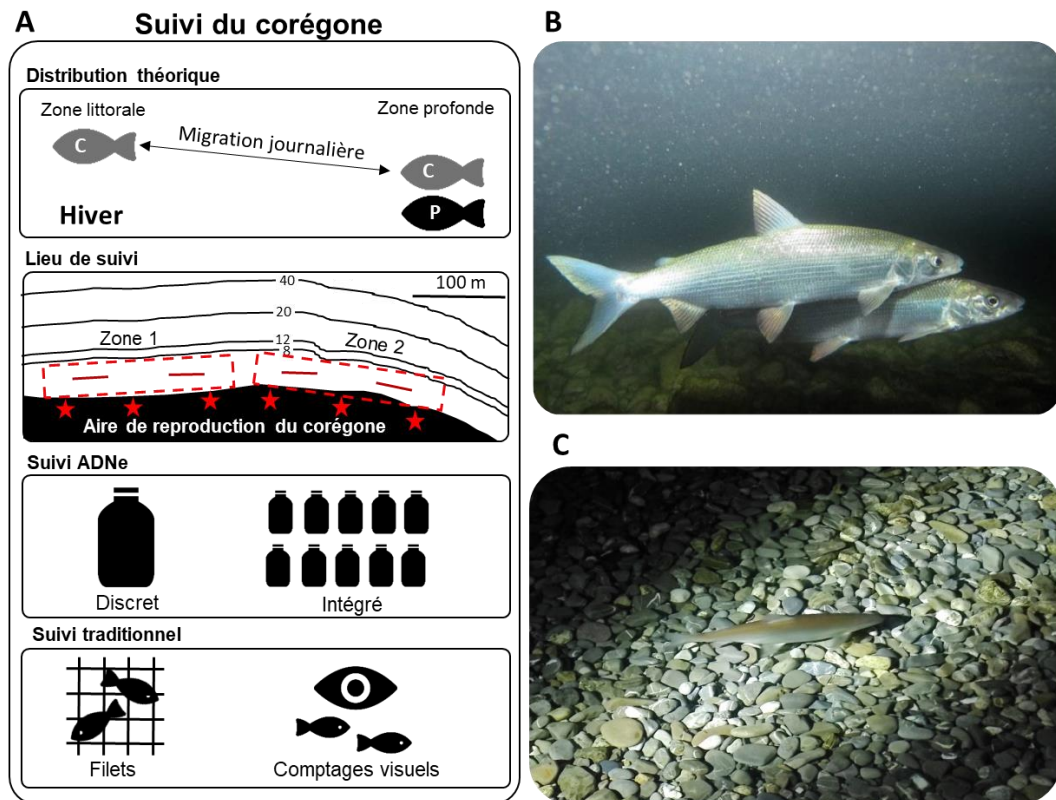 A
Suivi du corégone
Distribution théorique
Zone littorale
Zone profonde
C
Migration journalière
C
P
Hiver
Lieu de suivi
40
100 m
20
Zone 1
12
8
Zone 2
Aire de reproduction du corégone
Suivi ADNe
Discret
Intégré
Suivi traditionnel
Filets
Comptages visuels
B
C